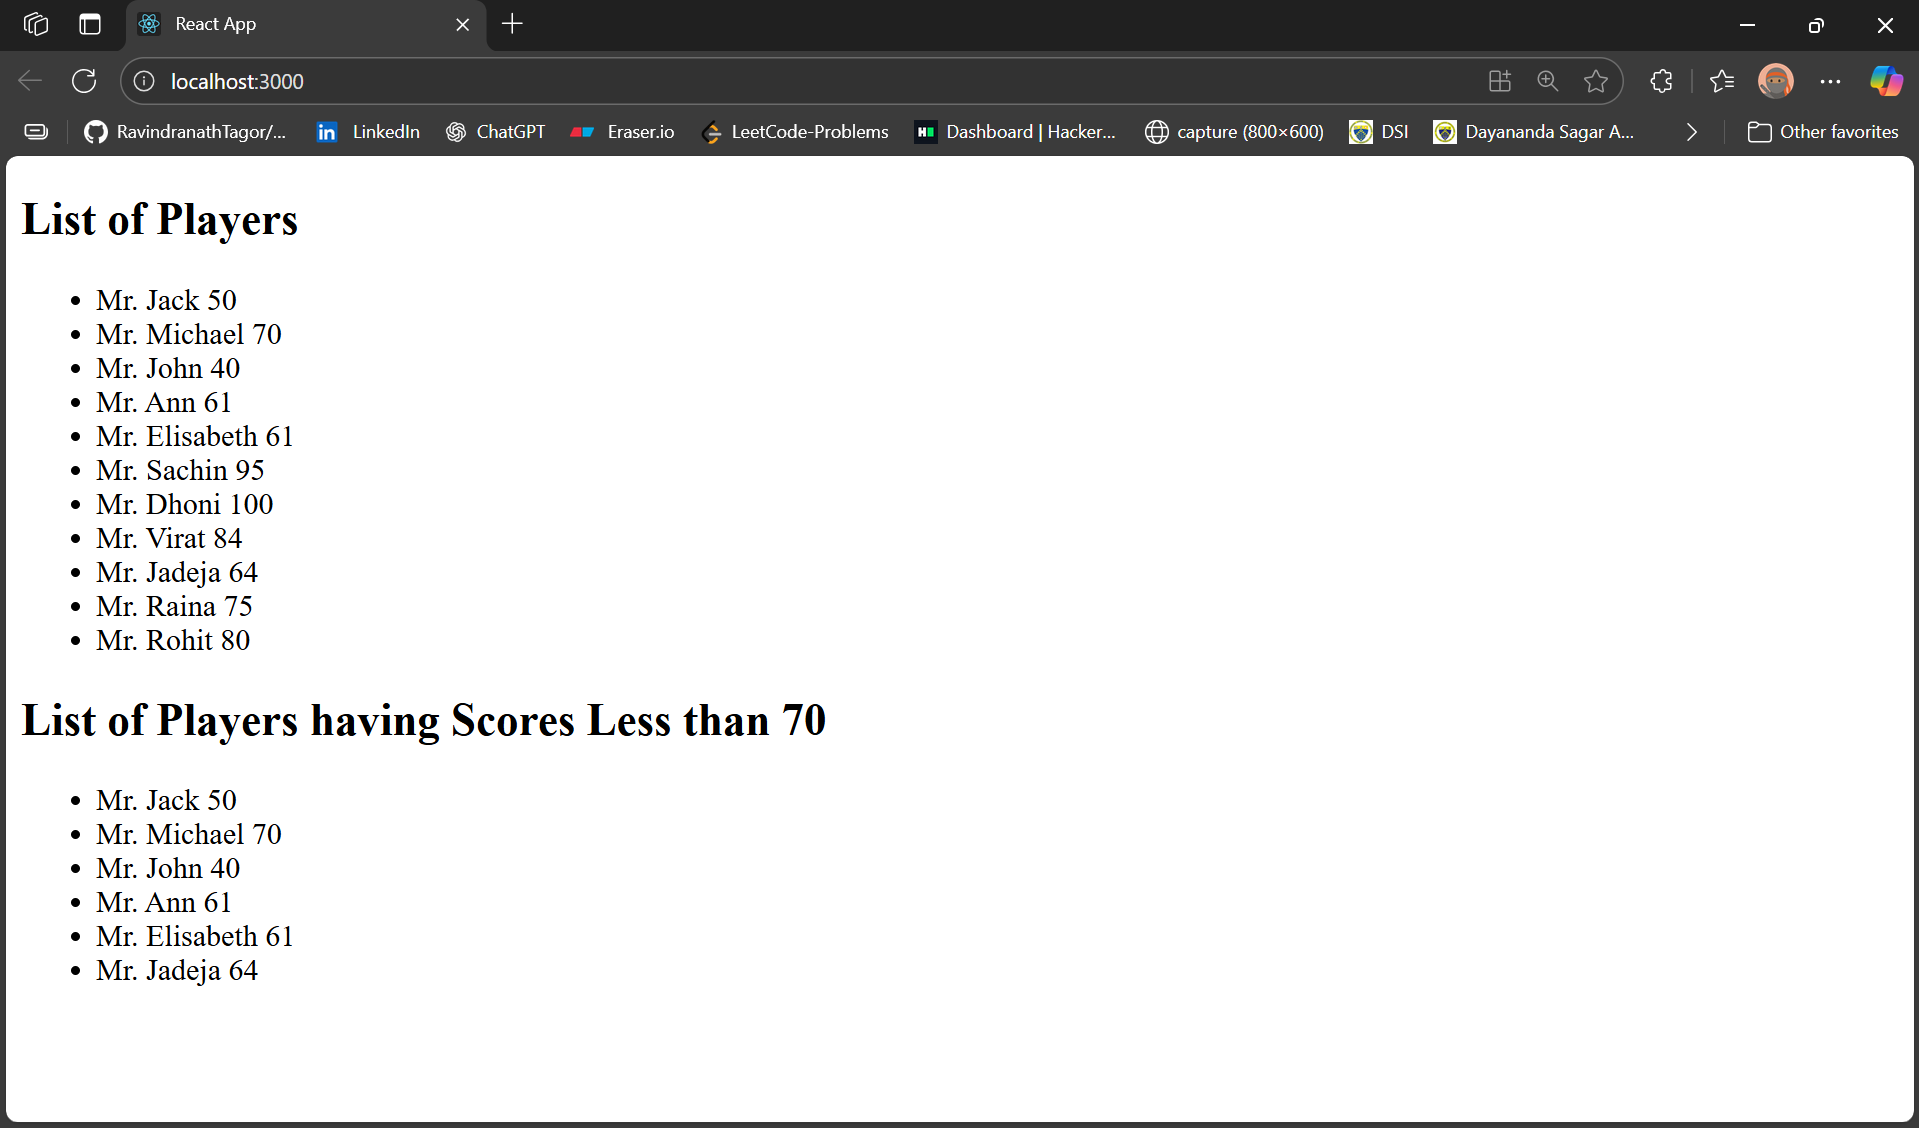 React App
localhost:3000
RavindranathTagor/... LinkedIn ChatGPT Eraser.io LeetCode-Problems Dashboard | Hacker... capture (800×600) DSI Dayananda Sagar A... Other favorites
List of Players
• Mr. Jack 50
• Mr. Michael 70
• Mr. John 40
• Mr. Ann 61
• Mr. Elisabeth 61
• Mr. Sachin 95
• Mr. Dhoni 100
• Mr. Virat 84
• Mr. Jadeja 64
• Mr. Raina 75
• Mr. Rohit 80
List of Players having Scores Less than 70
• Mr. Jack 50
• Mr. Michael 70
• Mr. John 40
• Mr. Ann 61
• Mr. Elisabeth 61
• Mr. Jadeja 64